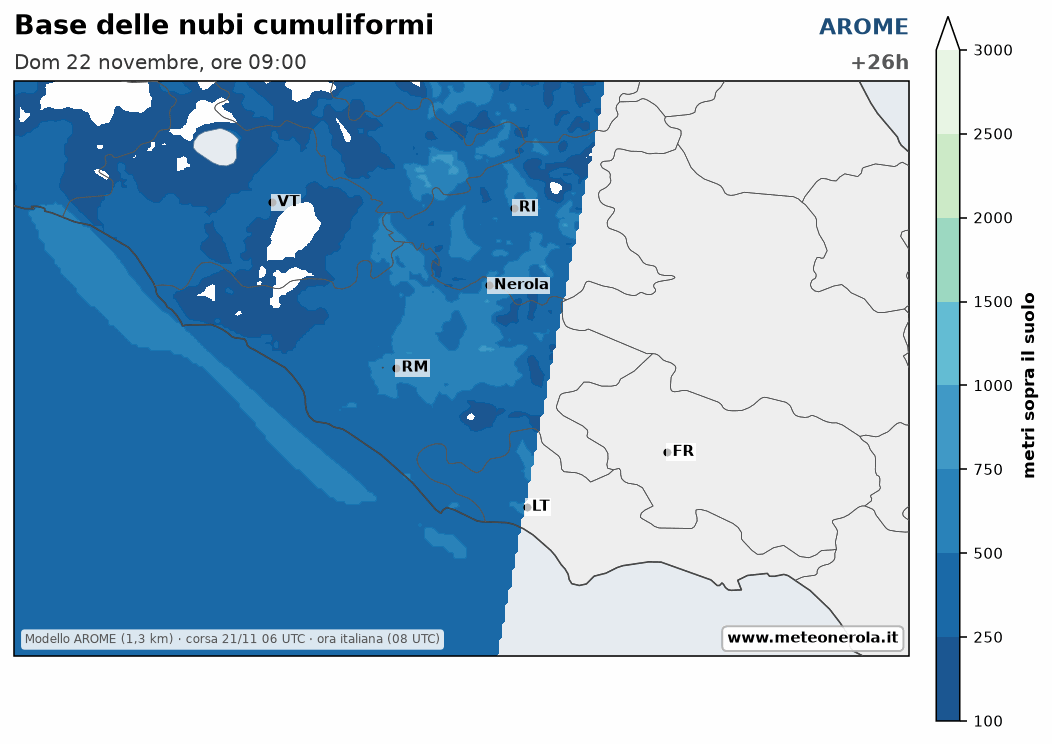 Base delle nubi cumuliformi
AROME
Dom 22 novembre, ore 09:00
+26h
3000
2500
2000
1500
1000
750
500
250
100
metri sopra il suolo
VT
RI
Nerola
RM
FR
LT
Modello AROME (1,3 km) · corsa 21/11 06 UTC · ora italiana (08 UTC)
www.meteonerola.it